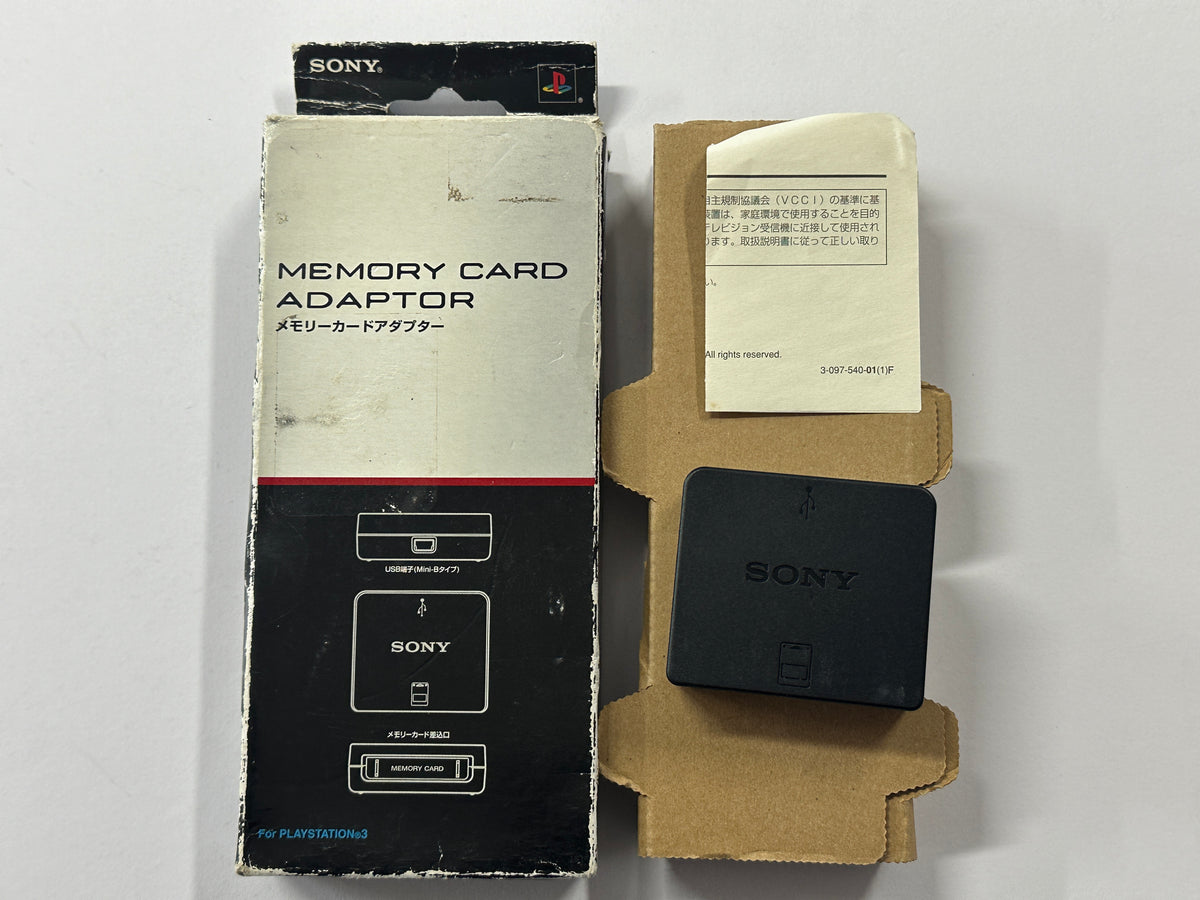 SONY®
MEMORY CARD
ADAPTOR
メモリーカードアダプター
USB端子(Mini-Bタイプ)
SONY
メモリーカード差込口
MEMORY CARD
For PLAYSTATION®3
自主規制協議会(VCCI)の基準に基
装置は、家庭環境で使用することを目的
テレビジョン受信機に近接して使用され
ります。取扱説明書に従って正しい取り
い。
All rights reserved.
3-097-540-01(1)F
SONY